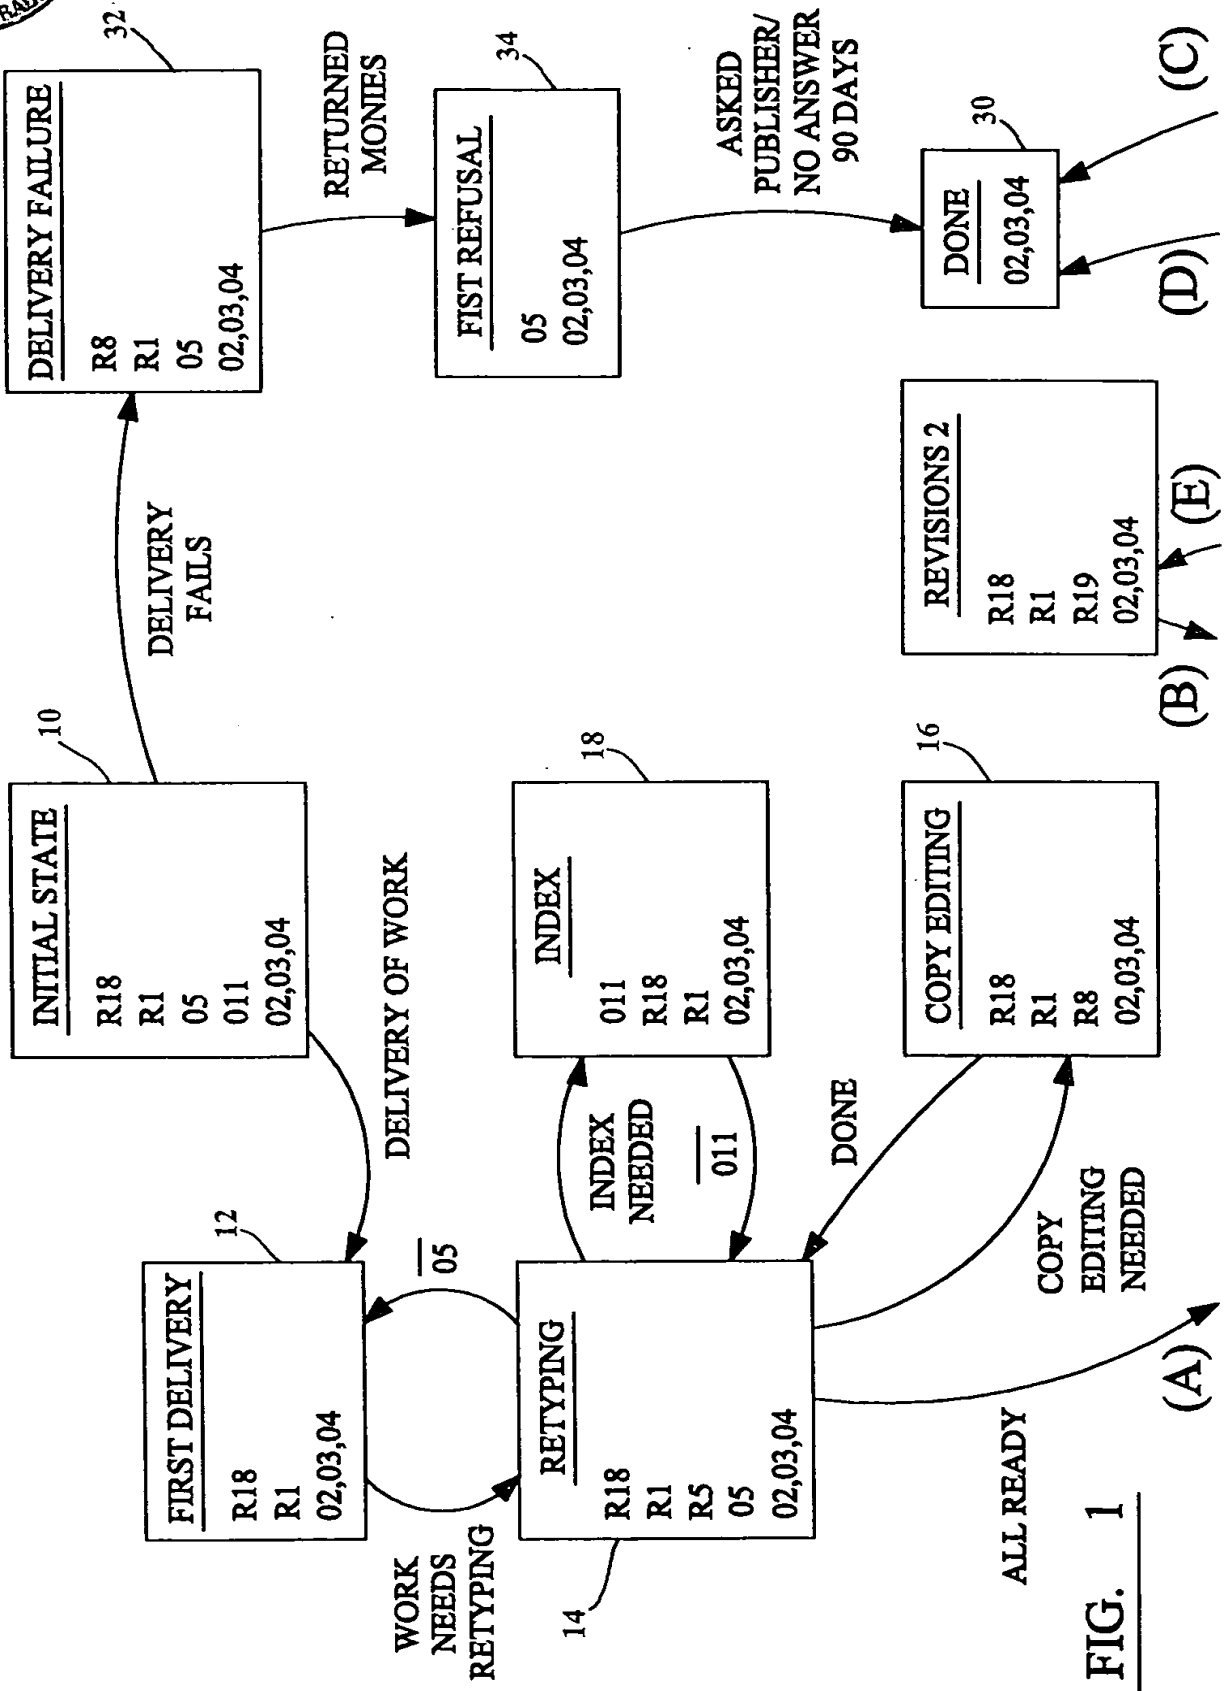 FIRST DELIVERY
R18
R1
02,03,04
12
INITIAL STATE
R18
R1
05
011
02,03,04
10
DELIVERY FAILURE
R8
R1
05
02,03,04
32
DELIVERY
FAILS
DELIVERY OF WORK
RETURNED
MONIES
WORK
NEEDS
RETYPING
05
RETYPING
R18
R1
R5
05
02,03,04
14
INDEX
NEEDED
011
INDEX
011
R18
R1
02,03,04
18
FIST REFUSAL
05
02,03,04
34
ASKED
PUBLISHER/
NO ANSWER
90 DAYS
DONE
COPY
EDITING
NEEDED
COPY EDITING
R18
R1
R8
02,03,04
16
REVISIONS 2
R18
R1
R19
02,03,04
DONE
02,03,04
30
ALL READY
(A)
(B)
(E)
(D)
(C)
FIG. 1